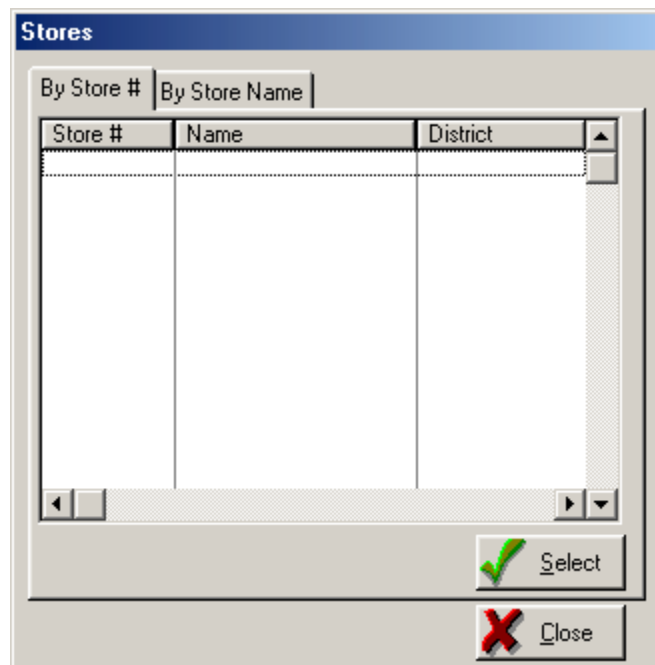 Stores
By Store # By Store Name
Store # Name District
Select
Close